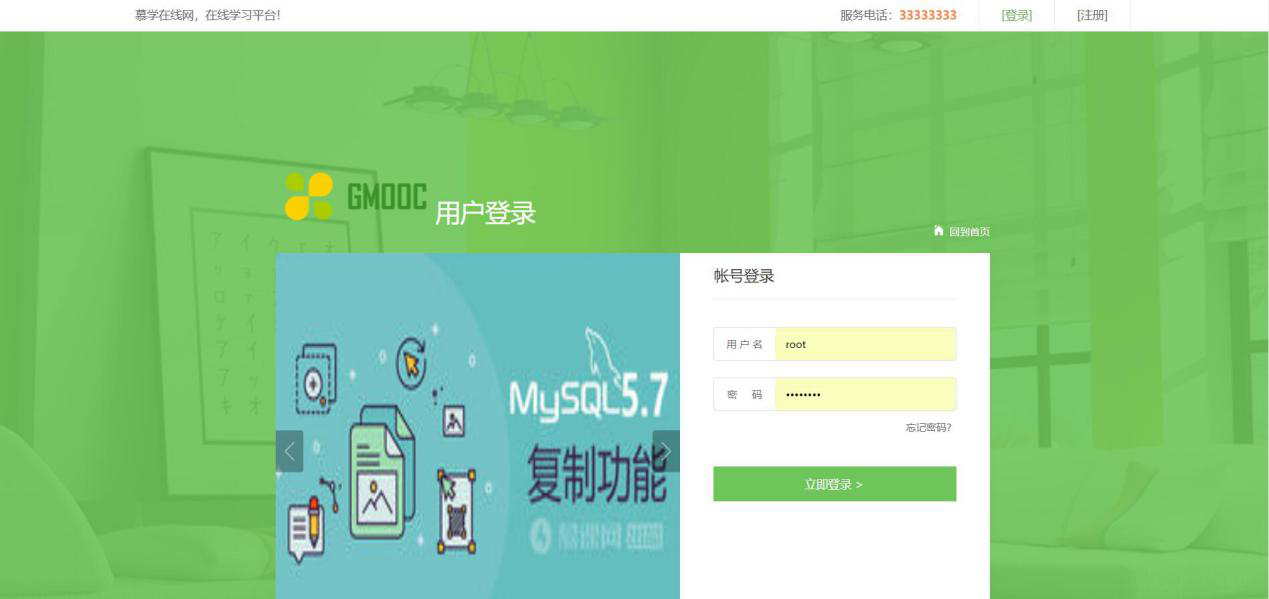 慕学在线网，在线学习平台！
服务电话：33333333
[登录]
[注册]
GMOOC
用户登录
回到首页
帐号登录
用 户 名
root
密 码
••••••••
忘记密码?
立即登录 >
MySQL5.7
复制功能